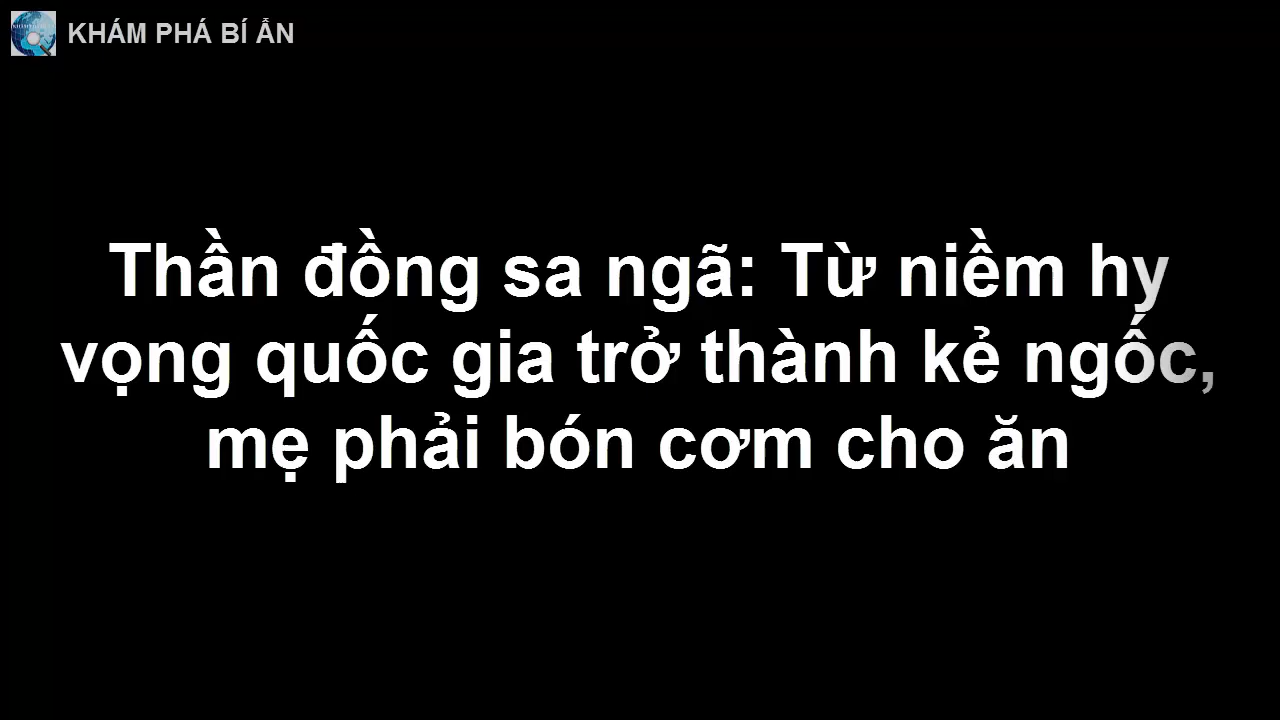 KHÁM PHÁ BÍ ẨN
Thần đồng sa ngã: Từ niềm hy
vọng quốc gia trở thành kẻ ngốc,
mẹ phải bón cơm cho ăn